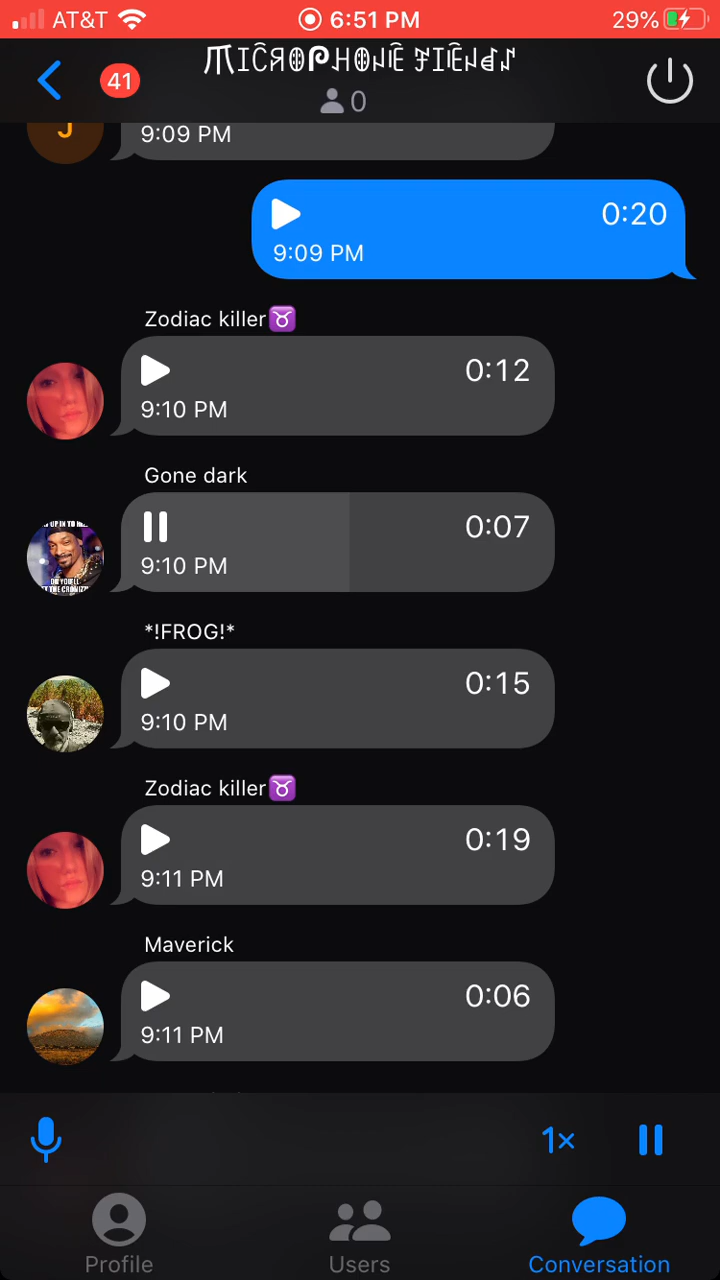 AT&T
6:51 PM
29%
41
MICROPHONE FIENDS
0
J
9:09 PM
0:20
9:09 PM
Zodiac killer♉
0:12
9:10 PM
Gone dark
0:07
9:10 PM
*!FROG!*
0:15
9:10 PM
Zodiac killer♉
0:19
9:11 PM
Maverick
0:06
9:11 PM
1×
Profile
Users
Conversation